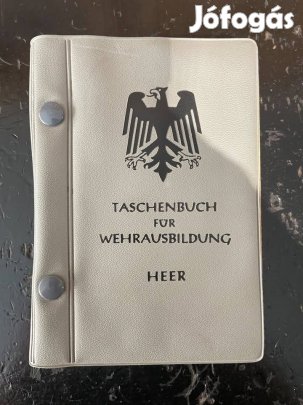 Jófogás
TASCHENBUCH
FÜR
WEHRAUSBILDUNG
HEER